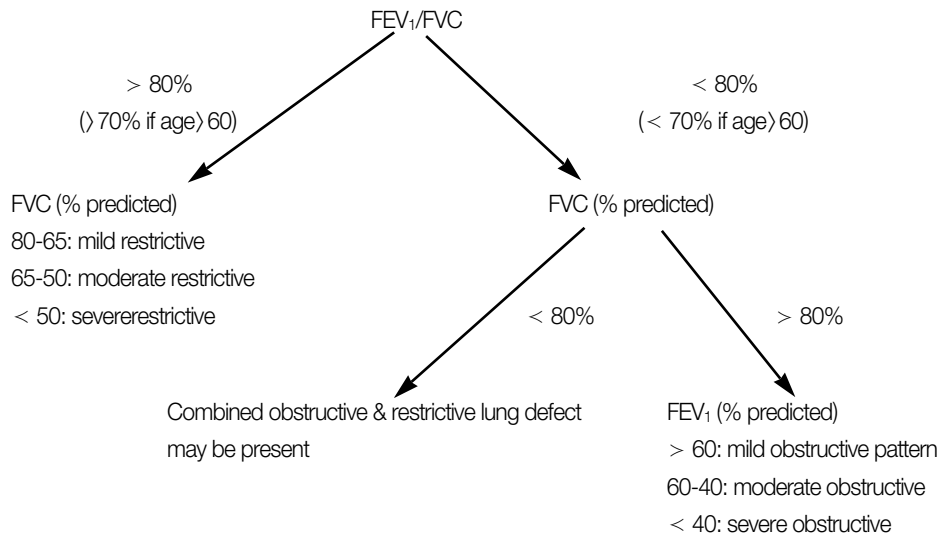 FEV₁/FVC
> 80%
(⟩ 70% if age⟩ 60)
< 80%
(< 70% if age⟩ 60)
FVC (% predicted)
80-65: mild restrictive
65-50: moderate restrictive
< 50: severerestrictive
FVC (% predicted)
< 80%
> 80%
Combined obstructive & restrictive lung defect
may be present
FEV₁ (% predicted)
> 60: mild obstructive pattern
60-40: moderate obstructive
< 40: severe obstructive